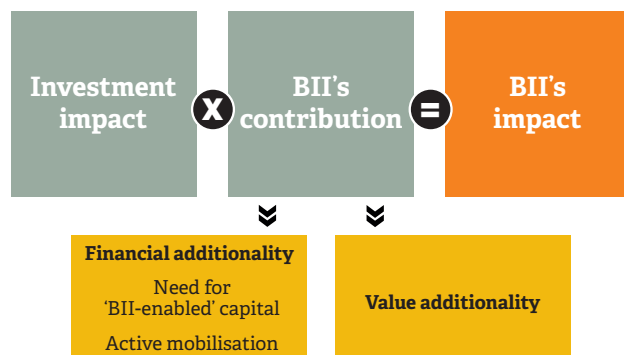 Investment
impact
X
BII's
contribution
=
BII's
impact
Financial additionality
Need for
‘BII-enabled’ capital
Active mobilisation
Value additionality